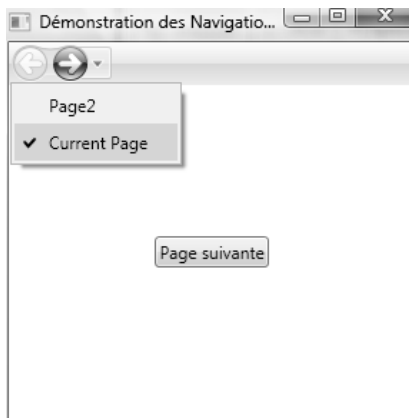 Démonstration des Navigatio...
Page2
✔ Current Page
Page suivante